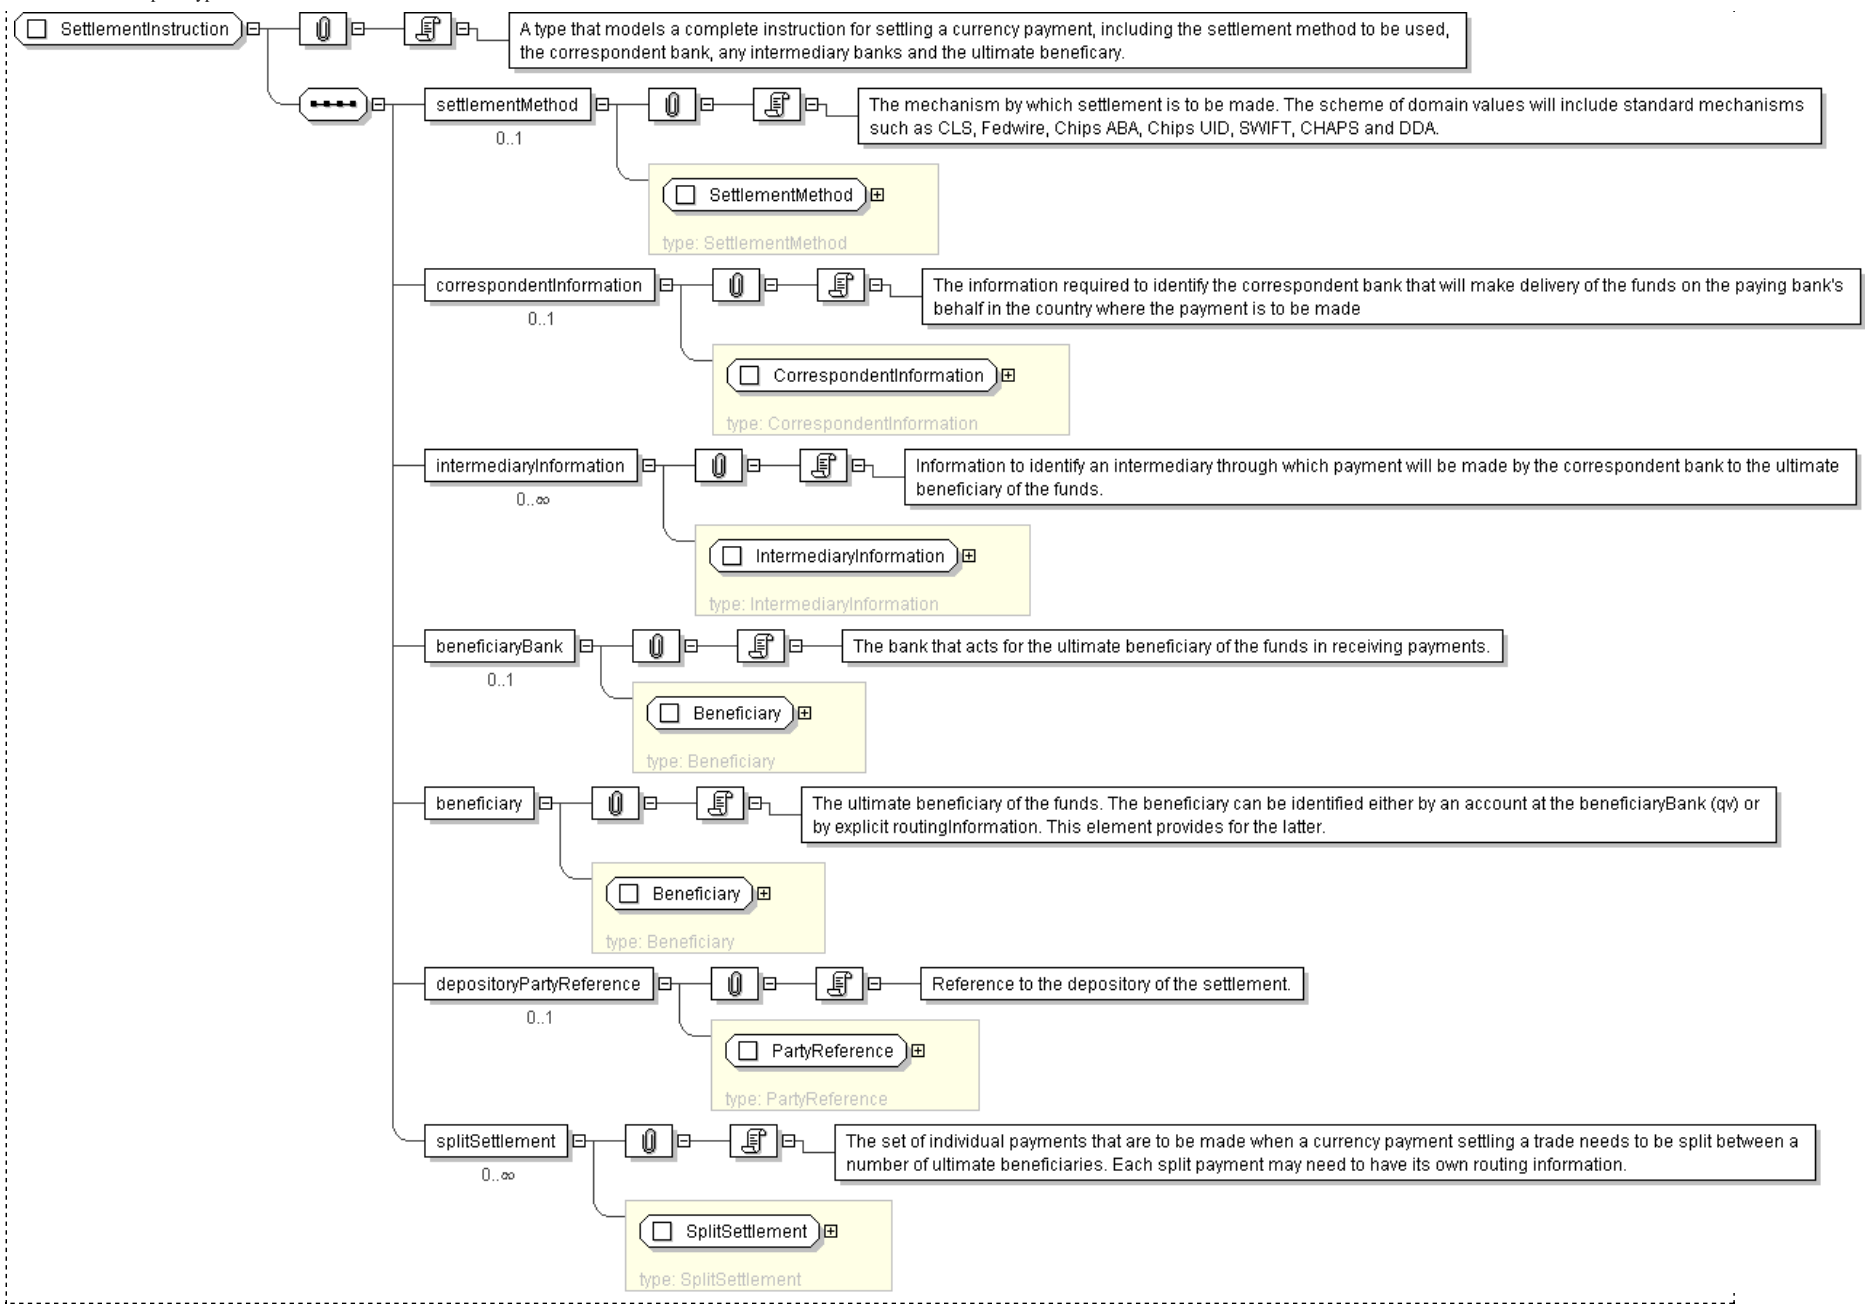 SettlementInstruction
A type that models a complete instruction for settling a currency payment, including the settlement method to be used,
the correspondent bank, any intermediary banks and the ultimate beneficary.
settlementMethod
0..1
The mechanism by which settlement is to be made. The scheme of domain values will include standard mechanisms
such as CLS, Fedwire, Chips ABA, Chips UID, SWIFT, CHAPS and DDA.
SettlementMethod
type: SettlementMethod
correspondentInformation
0..1
The information required to identify the correspondent bank that will make delivery of the funds on the paying bank's
behalf in the country where the payment is to be made
CorrespondentInformation
type: CorrespondentInformation
intermediaryInformation
0..∞
Information to identify an intermediary through which payment will be made by the correspondent bank to the ultimate
beneficiary of the funds.
IntermediaryInformation
type: IntermediaryInformation
beneficiaryBank
0..1
The bank that acts for the ultimate beneficiary of the funds in receiving payments.
Beneficiary
type: Beneficiary
beneficiary
The ultimate beneficiary of the funds. The beneficiary can be identified either by an account at the beneficiaryBank (qv) or
by explicit routingInformation. This element provides for the latter.
Beneficiary
type: Beneficiary
depositoryPartyReference
0..1
Reference to the depository of the settlement.
PartyReference
type: PartyReference
splitSettlement
0..∞
The set of individual payments that are to be made when a currency payment settling a trade needs to be split between a
number of ultimate beneficiaries. Each split payment may need to have its own routing information.
SplitSettlement
type: SplitSettlement